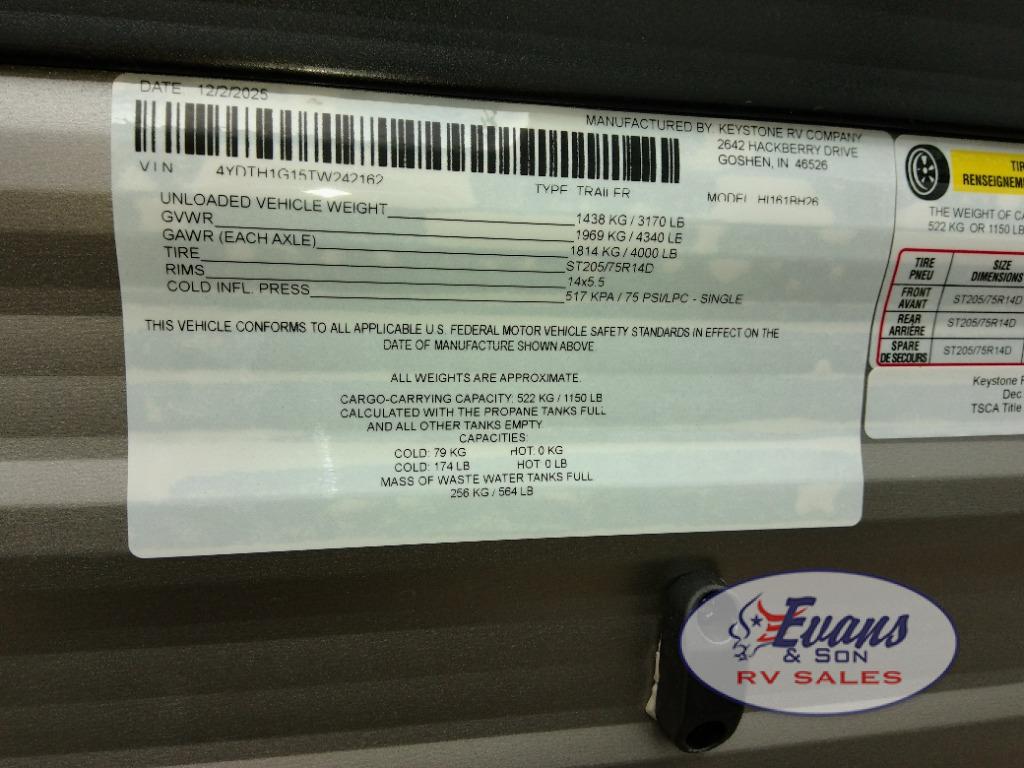 DATE 12/2/2025
MANUFACTURED BY KEYSTONE RV COMPANY
2642 HACKBERRY DRIVE
GOSHEN, IN 46526
VIN 4YDTH1G15TW242162
TYPE TRAILER
MODEL HI161BH26
UNLOADED VEHICLE WEIGHT 1438 KG / 3170 LB
GVWR 1969 KG / 4340 LB
GAWR (EACH AXLE) 1814 KG / 4000 LB
TIRE ST205/75R14D
RIMS 14x5.5
COLD INFL. PRESS 517 KPA / 75 PSI/LPC - SINGLE
THIS VEHICLE CONFORMS TO ALL APPLICABLE U.S. FEDERAL MOTOR VEHICLE SAFETY STANDARDS IN EFFECT ON THE
DATE OF MANUFACTURE SHOWN ABOVE.
ALL WEIGHTS ARE APPROXIMATE.
CARGO-CARRYING CAPACITY: 522 KG / 1150 LB
CALCULATED WITH THE PROPANE TANKS FULL
AND ALL OTHER TANKS EMPTY.
CAPACITIES:
COLD: 79 KG HOT: 0 KG
COLD: 174 LB HOT: 0 LB
MASS OF WASTE WATER TANKS FULL
256 KG / 564 LB
RENSEIGNEM
THE WEIGHT OF CA
522 KG OR 1150 LB
TIRE SIZE
PNEU DIMENSIONS
FRONT
AVANT ST205/75R14D
REAR
ARRIÈRE ST205/75R14D
SPARE
DE SECOURS ST205/75R14D
Keystone
Dec
TSCA Title
Evans
& SON
RV SALES